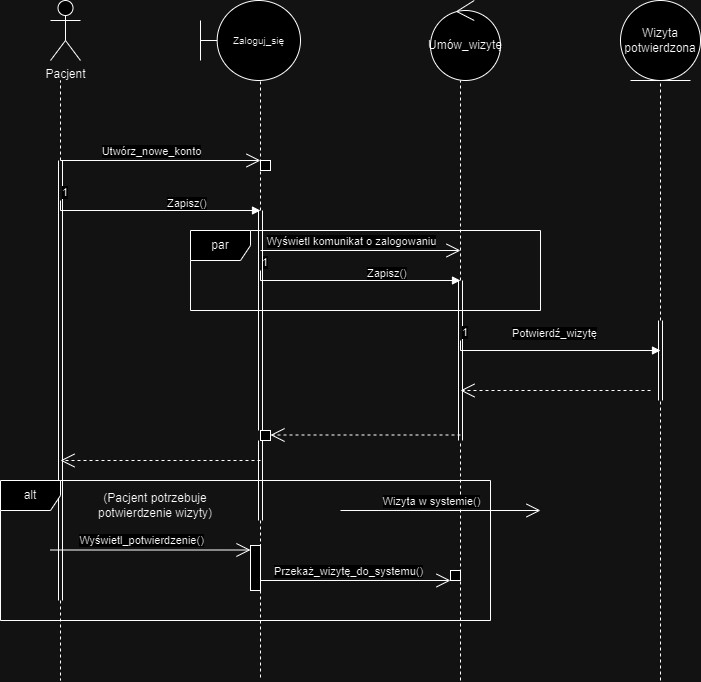 Pacjent
Zaloguj_się
Umów_wizytę
Wizyta
potwierdzona
Utwórz_nowe_konto
1
Zapisz()
par
Wyświetl komunikat o zalogowaniu
1
Zapisz()
1
Potwierdź_wizytę
alt
(Pacjent potrzebuje
potwierdzenie wizyty)
Wizyta w systemie()
Wyświetl_potwierdzenie()
Przekaż_wizytę_do_systemu()